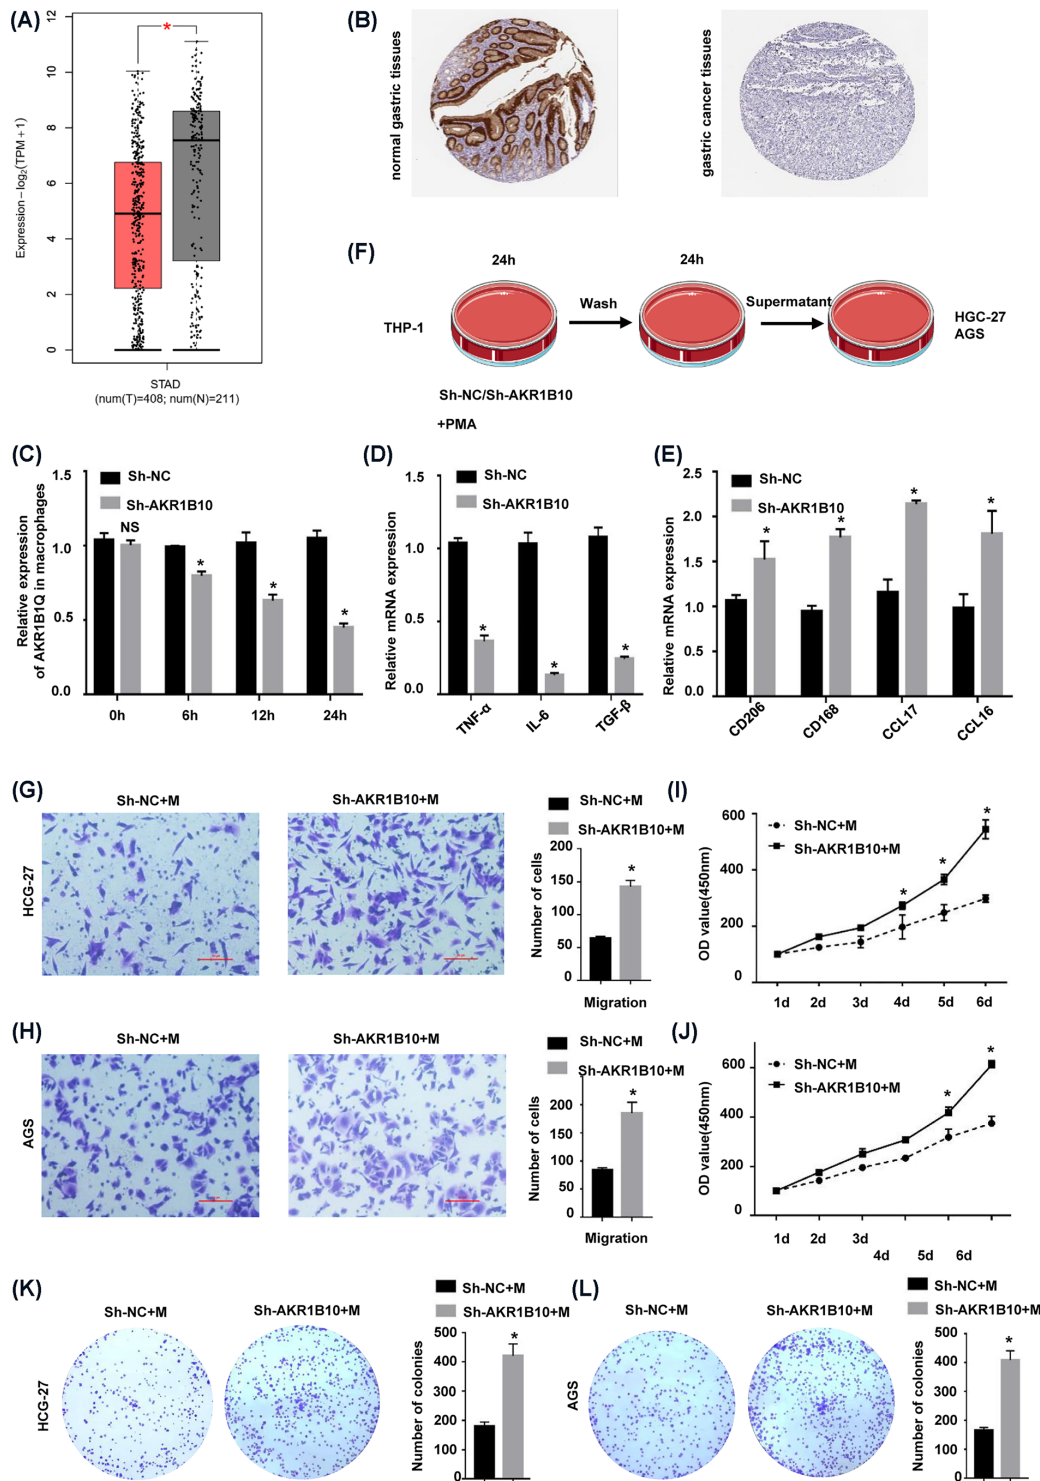 (A)
*
12
10
8
6
4
2
0
Expression – log₂(TPM + 1)
STAD
(num(T)=408; num(N)=211)
(B)
normal gastric tissues
gastric cancer tissues
(F)
24h
24h
THP-1
Wash
Supermatant
HGC-27
AGS
Sh-NC/Sh-AKR1B10
+PMA
(C)
Sh-NC
Sh-AKR1B10
Relative expression
of AKR1B1Q in macrophages
1.5
1.0
0.5
0.0
NS
*
*
*
0h
6h
12h
24h
(D)
Sh-NC
Sh-AKR1B10
Relative mRNA expression
1.5
1.0
0.5
0.0
*
*
*
TNF-α
IL-6
TGF-β
(E)
Sh-NC
Sh-AKR1B10
Relative mRNA expression
2.5
2.0
1.5
1.0
0.5
0.0
*
*
*
*
CD206
CD168
CCL17
CCL16
(G)
Sh-NC+M
Sh-AKR1B10+M
HCG-27
Sh-NC+M
Sh-AKR1B10+M
Number of cells
200
150
100
50
0
*
Migration
(I)
Sh-NC+M
Sh-AKR1B10+M
OD value(450nm)
600
400
200
0
*
*
*
1d
2d
3d
4d
5d
6d
(H)
Sh-NC+M
Sh-AKR1B10+M
AGS
Sh-NC+M
Sh-AKR1B10+M
Number of cells
200
150
100
50
0
*
Migration
(J)
Sh-NC+M
Sh-AKR1B10+M
OD value(450nm)
600
400
200
0
*
*
1d
2d
3d
4d
5d
6d
(K)
Sh-NC+M
Sh-AKR1B10+M
HCG-27
Sh-NC+M
Sh-AKR1B10+M
Number of colonies
500
400
300
200
100
0
*
(L)
Sh-NC+M
Sh-AKR1B10+M
AGS
Sh-NC+M
Sh-AKR1B10+M
Number of colonies
500
400
300
200
100
0
*